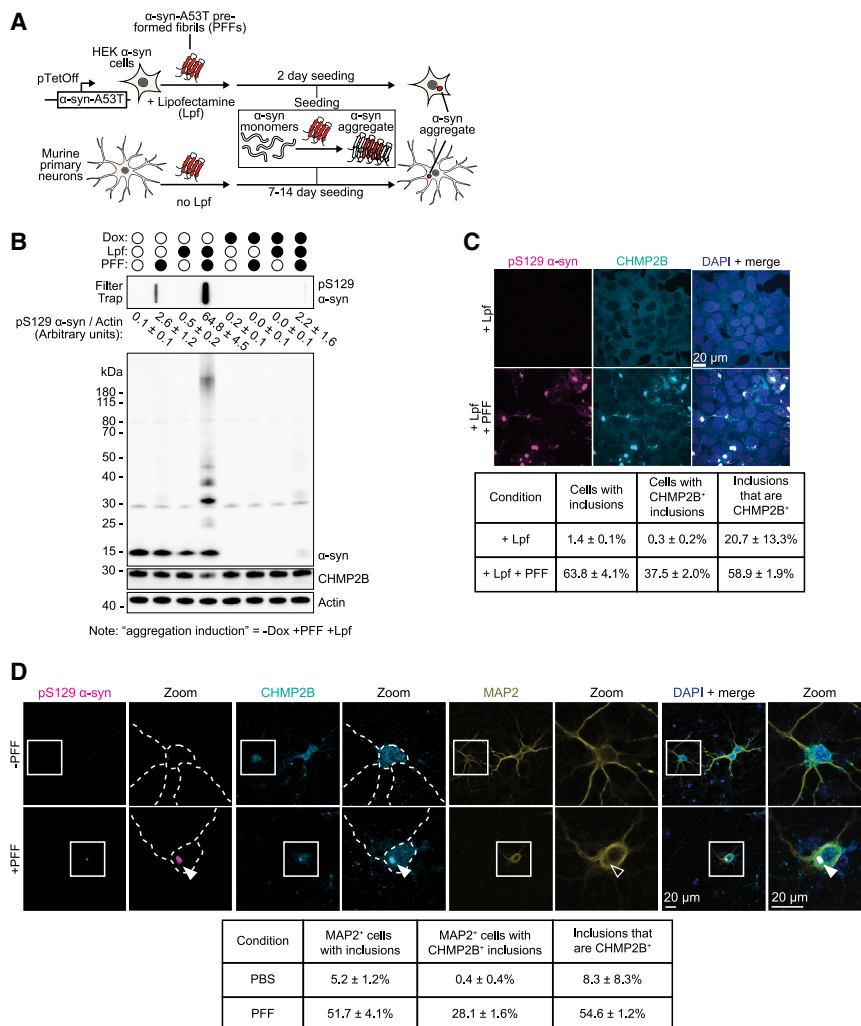 A
α-syn-A53T pre-
formed fibrils (PFFs)
HEK α-syn
cells
pTetOff
α-syn-A53T
+ Lipofectamine
(Lpf)
2 day seeding
Seeding
α-syn
monomers
α-syn
aggregate
α-syn
aggregate
Murine
primary
neurons
no Lpf
7-14 day seeding
B
Dox:
Lpf:
PFF:
Filter
Trap
pS129
α-syn
pS129 α-syn / Actin
(Arbitrary units):
0.1 ± 0.1
2.6 ± 1.2
0.5 ± 0.2
64.8 ± 4.5
0.2 ± 0.1
0.0 ± 0.1
0.0 ± 0.1
2.2 ± 1.6
kDa
180
115
80
70
50
40
30
25
15
α-syn
30
CHMP2B
40
Actin
Note: "aggregation induction" = -Dox +PFF +Lpf
C
pS129 α-syn CHMP2B DAPI + merge
+ Lpf
20 μm
+ Lpf
+ PFF
Condition
Cells with
inclusions
Cells with
CHMP2B⁺
inclusions
Inclusions
that are
CHMP2B⁺
+ Lpf 1.4 ± 0.1% 0.3 ± 0.2% 20.7 ± 13.3%
+ Lpf + PFF 63.8 ± 4.1% 37.5 ± 2.0% 58.9 ± 1.9%
D
pS129 α-syn Zoom CHMP2B Zoom MAP2 Zoom DAPI + merge Zoom
-PFF
+PFF
20 μm 20 μm
Condition
MAP2⁺ cells
with inclusions
MAP2⁺ cells with
CHMP2B⁺ inclusions
Inclusions that
are CHMP2B⁺
PBS 5.2 ± 1.2% 0.4 ± 0.4% 8.3 ± 8.3%
PFF 51.7 ± 4.1% 28.1 ± 1.6% 54.6 ± 1.2%